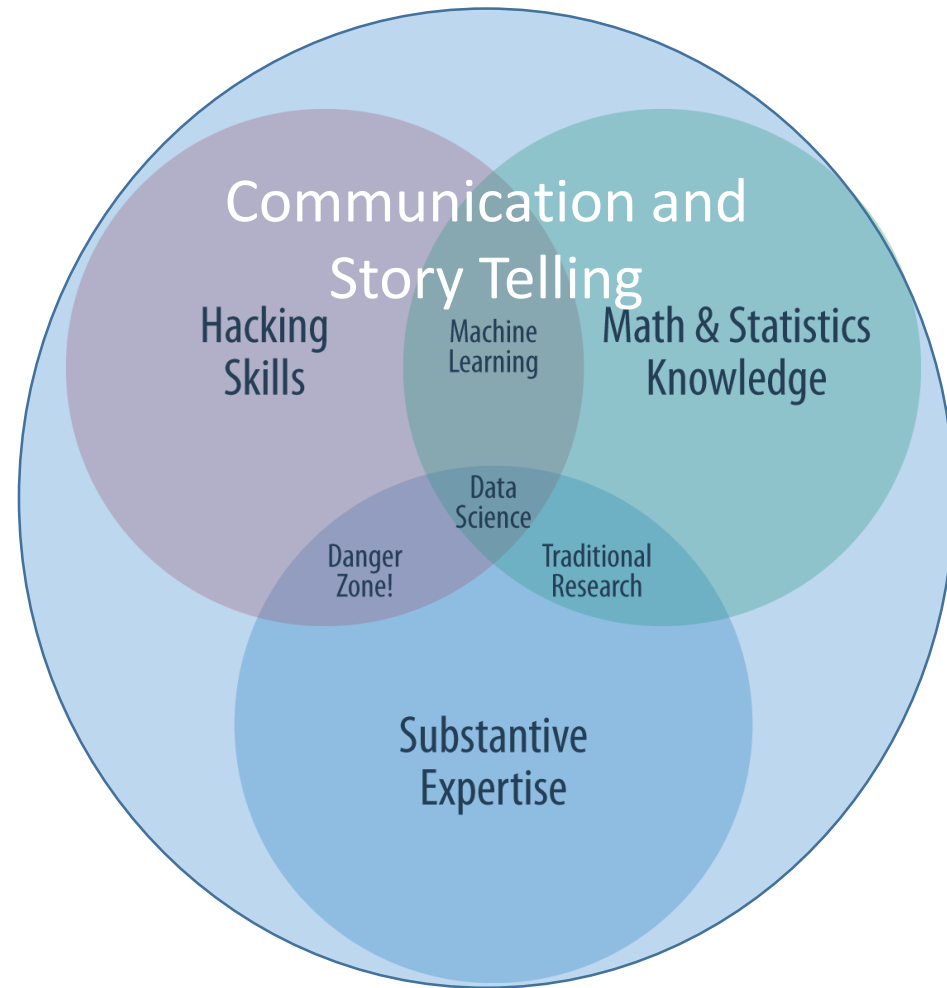 Communication and
Story Telling
Hacking
Skills
Machine
Learning
Math & Statistics
Knowledge
Data
Science
Danger
Zone!
Traditional
Research
Substantive
Expertise